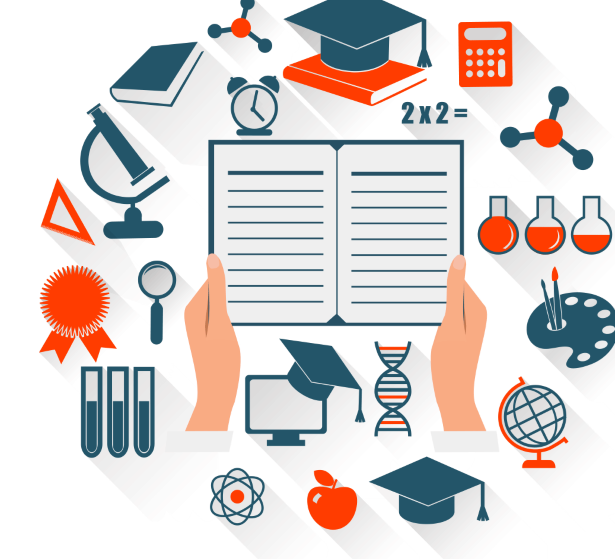 2 x 2 =